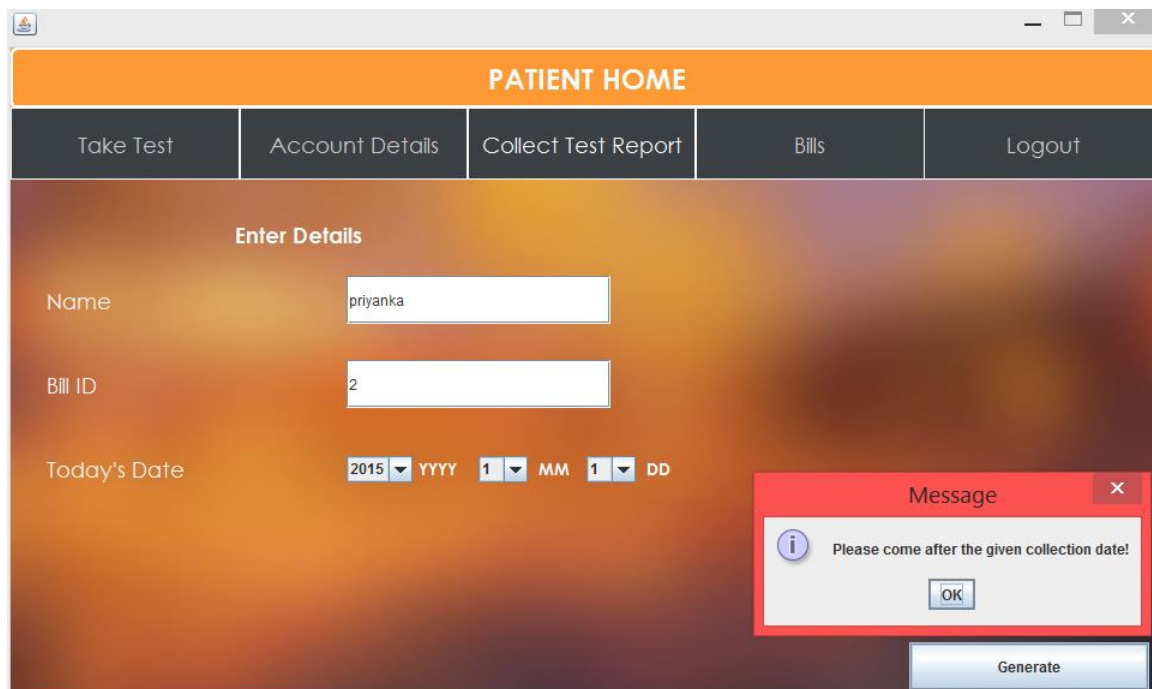 PATIENT HOME
Take Test Account Details Collect Test Report Bills Logout
Enter Details
Name priyanka
Bill ID 2
Today's Date 2015 YYYY 1 MM 1 DD
Message
Please come after the given collection date!
OK
Generate